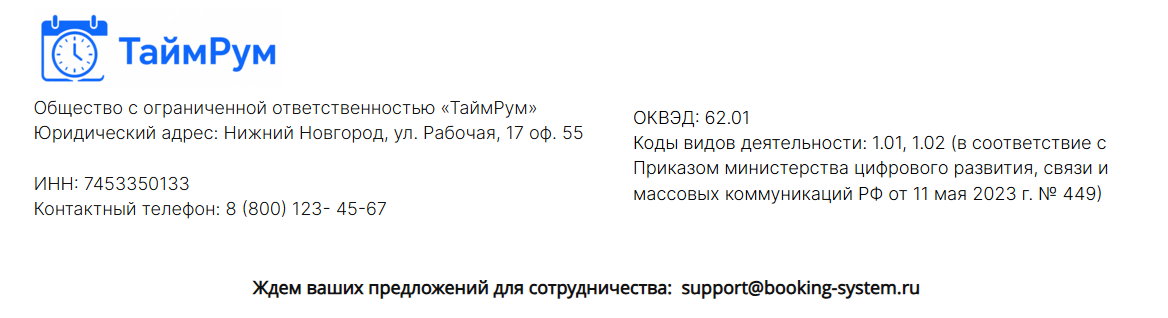 ТаймРум
Общество с ограниченной ответственностью «ТаймРум»
Юридический адрес: Нижний Новгород, ул. Рабочая, 17 оф. 55
ИНН: 7453350133
Контактный телефон: 8 (800) 123- 45-67
ОКВЭД: 62.01
Коды видов деятельности: 1.01, 1.02 (в соответствие с
Приказом министерства цифрового развития, связи и
массовых коммуникаций РФ от 11 мая 2023 г. № 449)
Ждем ваших предложений для сотрудничества: support@booking-system.ru